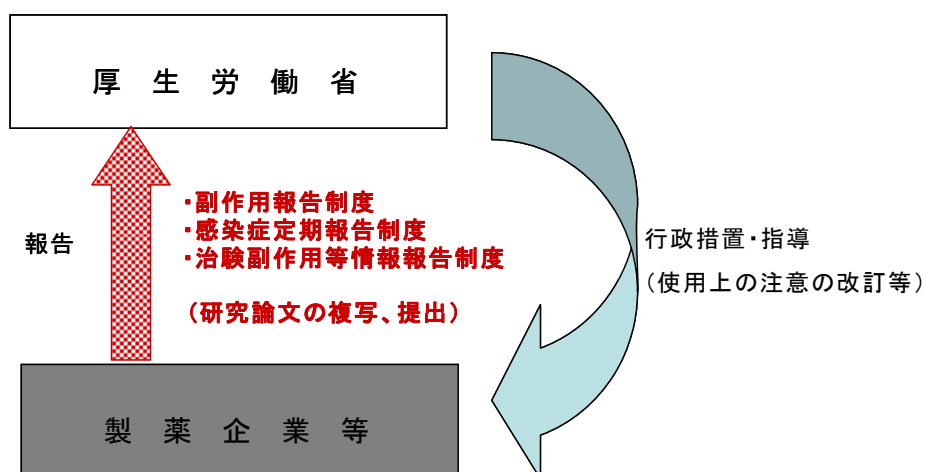 厚 生 労 働 省
・副作用報告制度
・感染症定期報告制度
・治験副作用等情報報告制度
（研究論文の複写、提出）
報告
行政措置・指導
（使用上の注意の改訂等）
製 薬 企 業 等